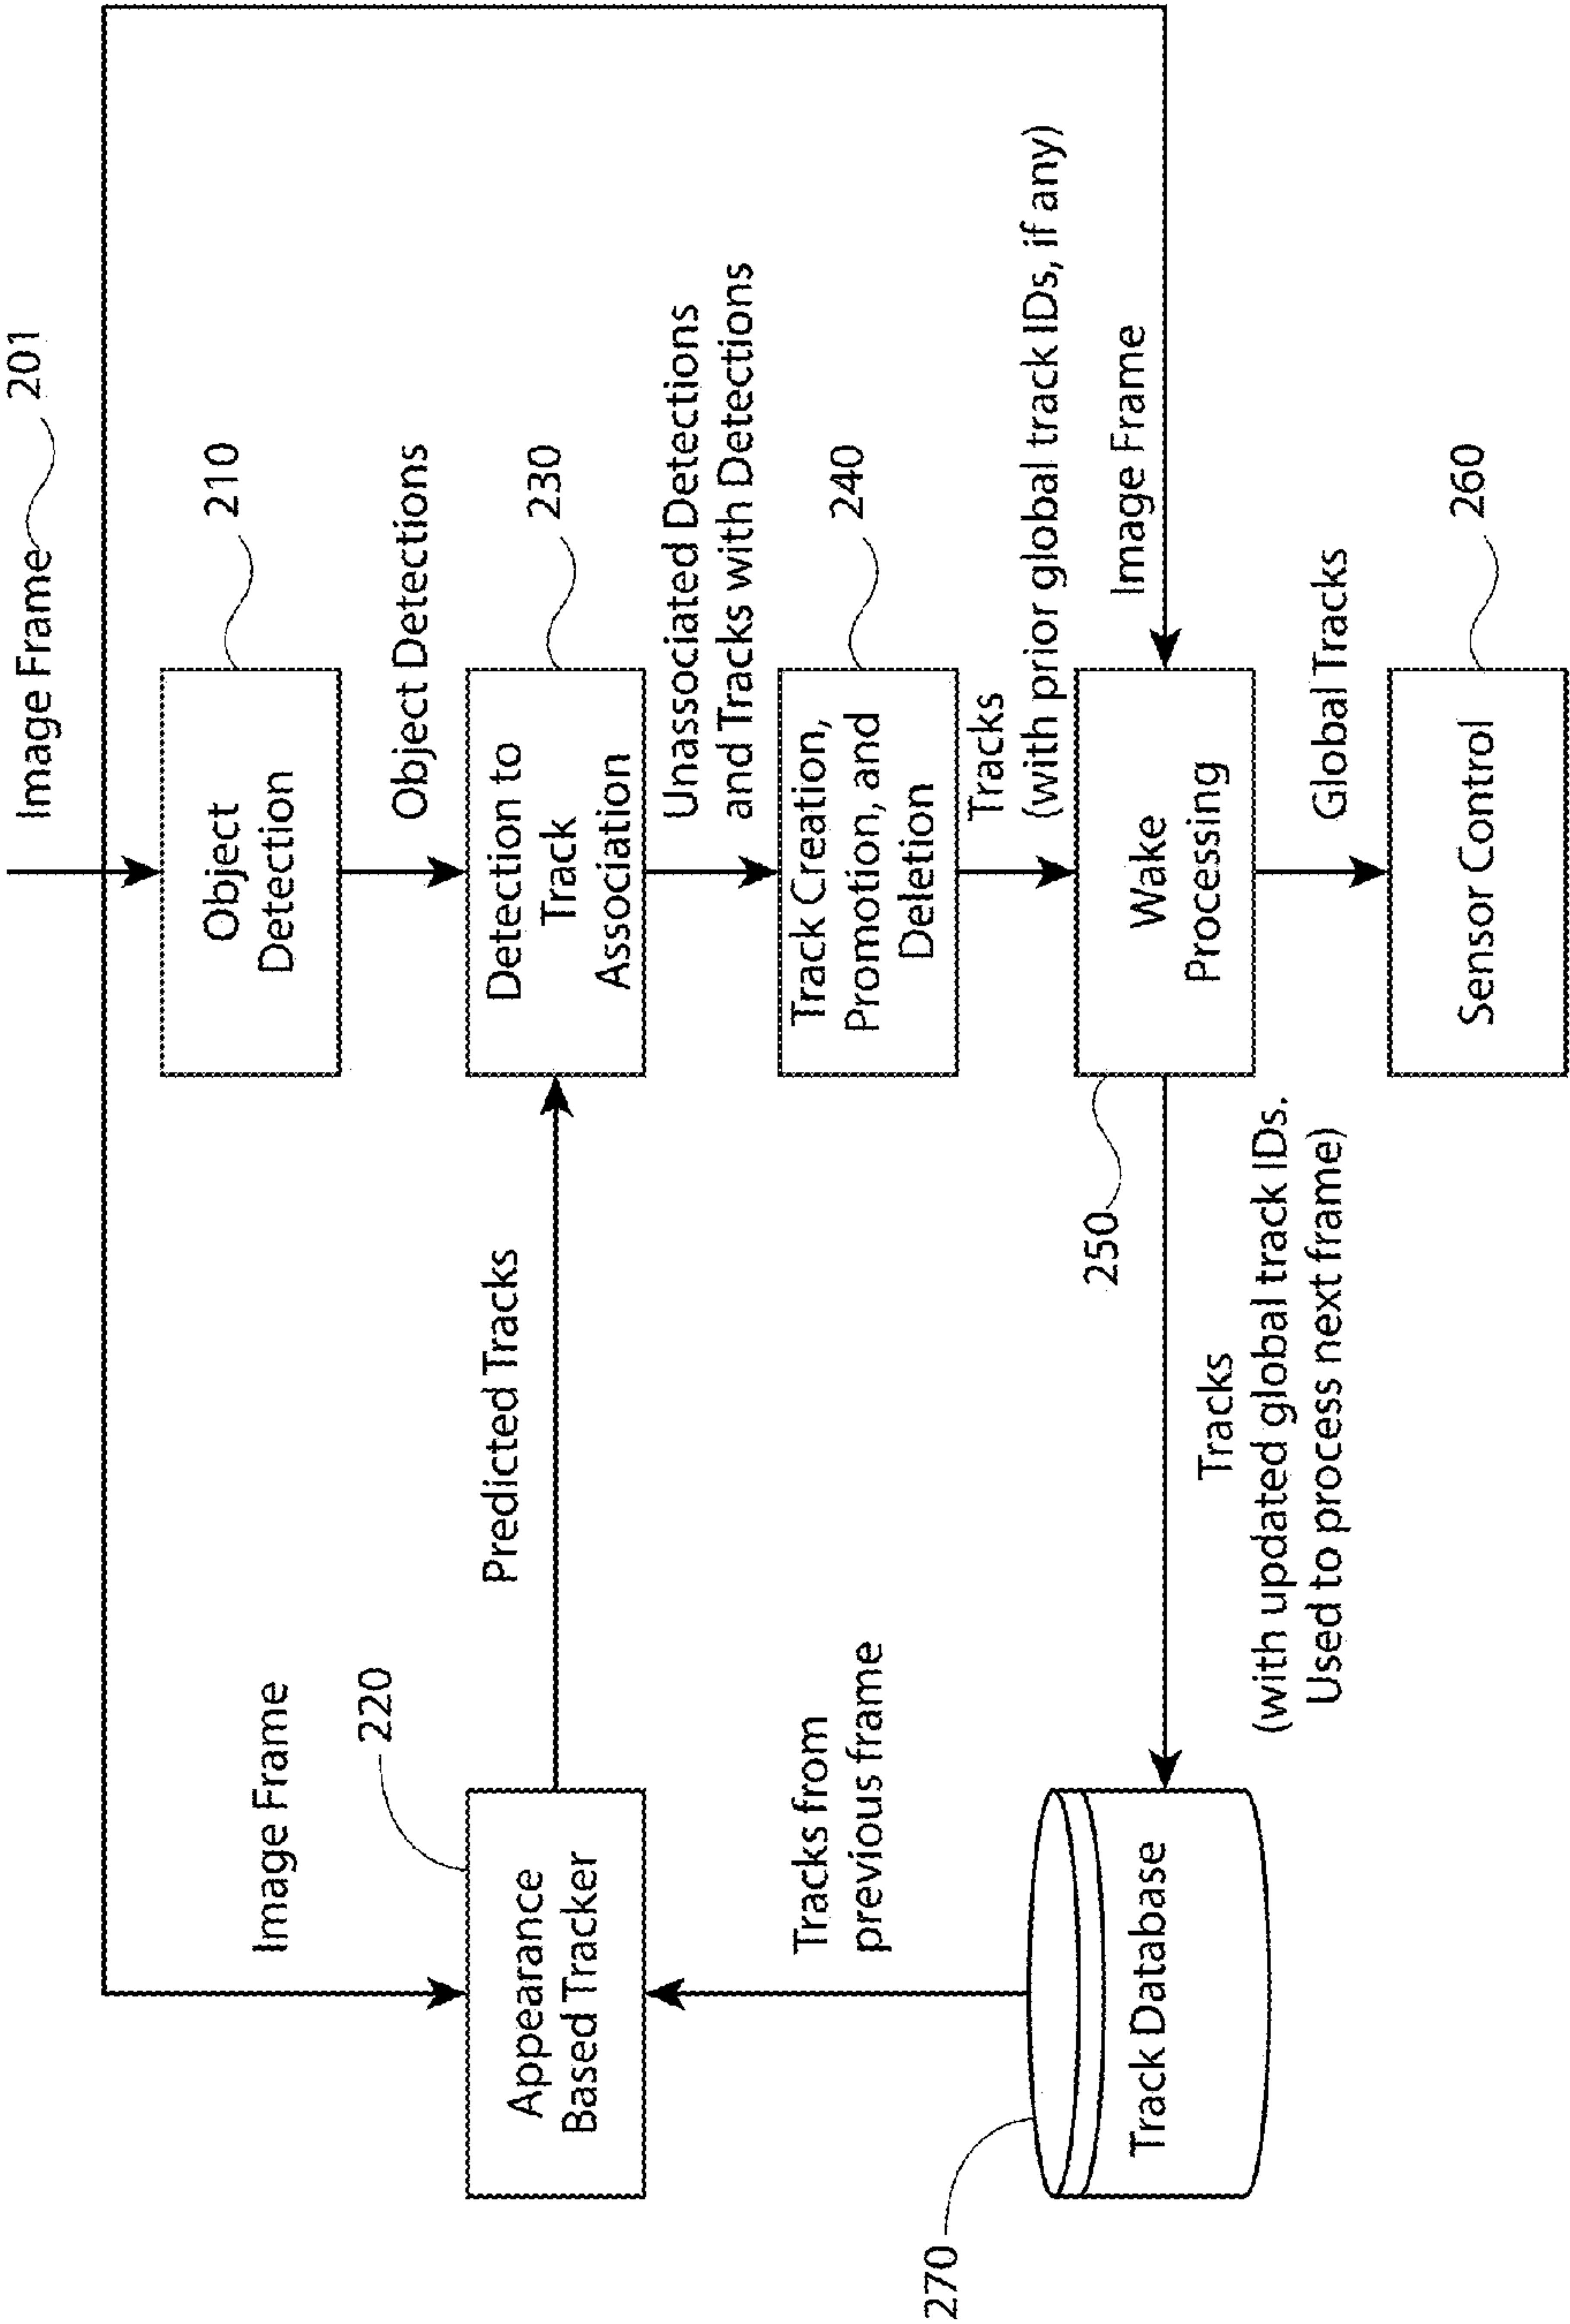 Image Frame
201
Object
Detection
210
Object Detections
Image Frame
220
Appearance
Based Tracker
Predicted Tracks
Detection to
Track
Association
230
Unassociated Detections
and Tracks with Detections
Tracks from
previous frame
Track Creation,
Promotion, and
Deletion
240
Tracks
(with prior global track IDs, if any)
Image Frame
270
Track Database
250
Wake
Processing
Tracks
(with updated global track IDs.
Used to process next frame)
Global Tracks
Sensor Control
260